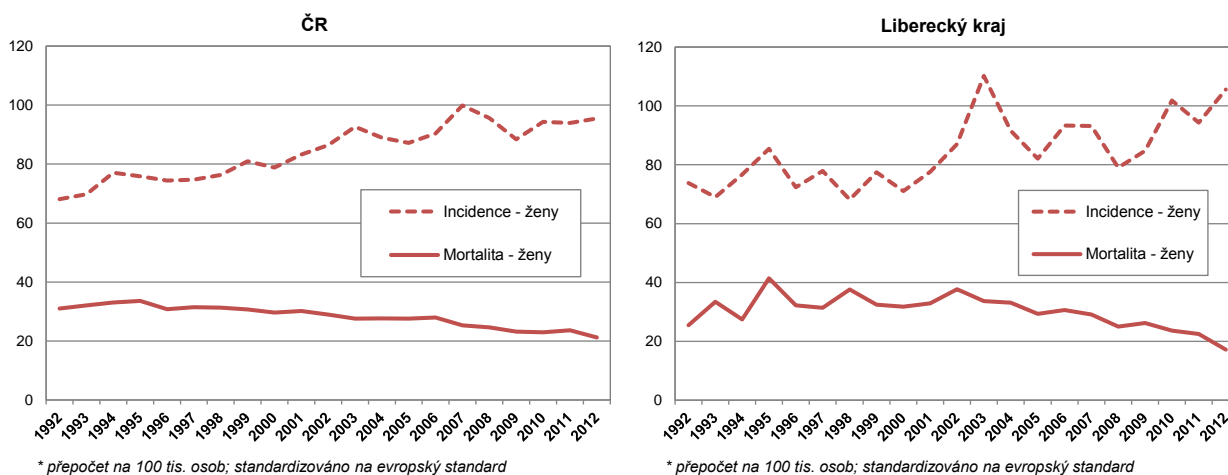 ČR
120
100
80
60
40
20
0
Incidence - ženy
Mortalita - ženy
1992 1993 1994 1995 1996 1997 1998 1999 2000 2001 2002 2003 2004 2005 2006 2007 2008 2009 2010 2011 2012
* přepočet na 100 tis. osob; standardizováno na evropský standard
Liberecký kraj
120
100
80
60
40
20
0
Incidence - ženy
Mortalita - ženy
1992 1993 1994 1995 1996 1997 1998 1999 2000 2001 2002 2003 2004 2005 2006 2007 2008 2009 2010 2011 2012
* přepočet na 100 tis. osob; standardizováno na evropský standard